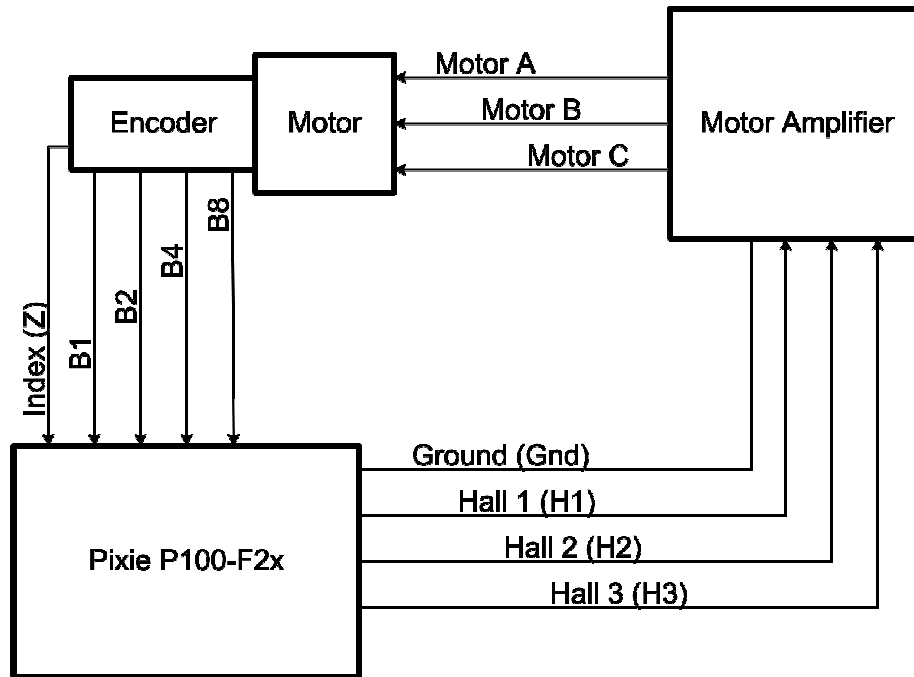 Motor A
Encoder
Motor
Motor B
Motor Amplifier
Motor C
Index (Z)
B1
B2
B4
B8
Ground (Gnd)
Hall 1 (H1)
Pixie P100-F2x
Hall 2 (H2)
Hall 3 (H3)